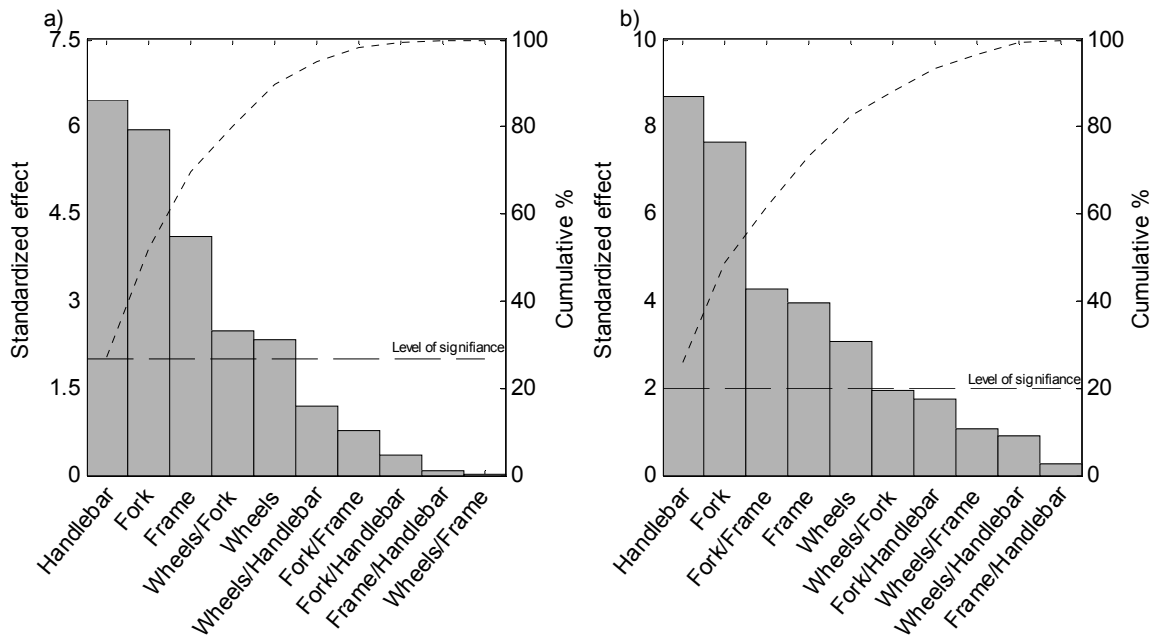 a)
7.5
6
4.5
3
1.5
0
Standardized effect
100
80
60
40
20
0
Cumulative %
Level of signifiance
Handlebar
Fork
Frame
Wheels/Fork
Wheels
Wheels/Handlebar
Fork/Frame
Fork/Handlebar
Frame/Handlebar
Wheels/Frame
b)
10
8
6
4
2
0
Standardized effect
100
80
60
40
20
0
Cumulative %
Level of signifiance
Handlebar
Fork
Fork/Frame
Frame
Wheels
Wheels/Fork
Fork/Handlebar
Wheels/Frame
Wheels/Handlebar
Frame/Handlebar